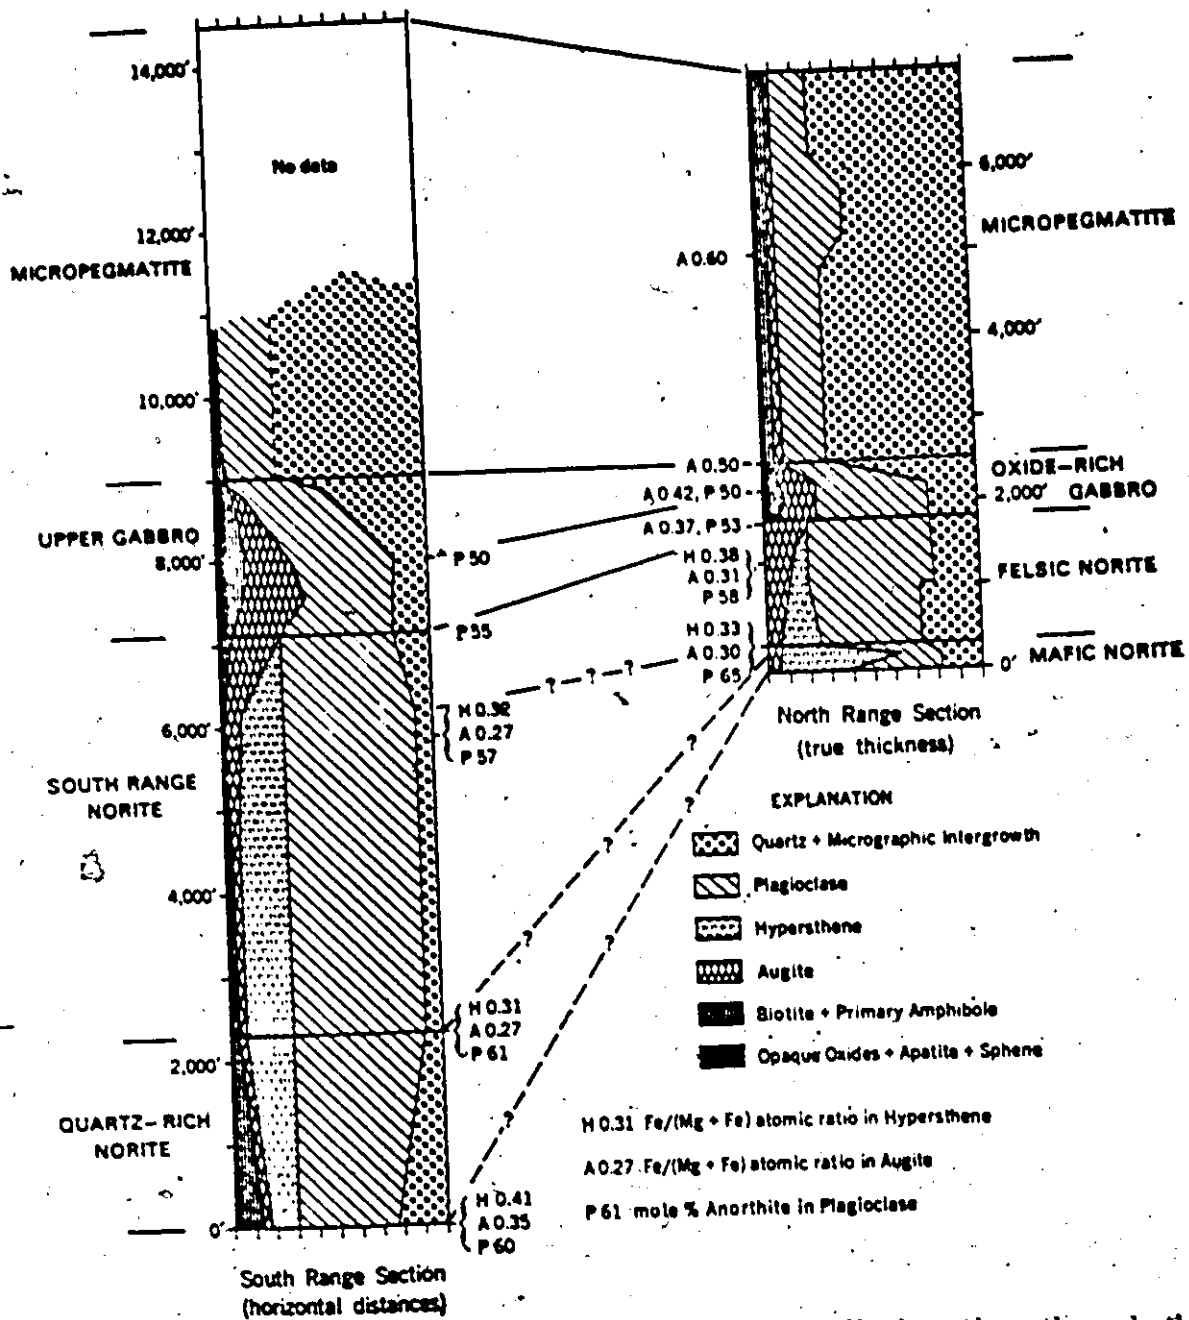 14,000'
No data
12,000'
MICROPEGMATITE
10,000'
UPPER GABBRO
8,000'
P 50
P 55
6,000'
H 0.32
A 0.27
P 57
SOUTH RANGE
NORITE
4,000'
H 0.31
A 0.27
P 61
2,000'
QUARTZ-RICH
NORITE
0'
H 0.41
A 0.35
P 60
South Range Section
(horizontal distances)
6,000'
MICROPEGMATITE
A 0.60
4,000'
A 0.50
OXIDE-RICH
GABBRO
2,000'
A 0.42, P 50
A 0.37, P 53
H 0.38
A 0.31
P 58
FELSIC NORITE
H 0.33
A 0.30
P 65
0'
MAFIC NORITE
? ? ?
?
?
?
?
?
?
North Range Section
(true thickness)
EXPLANATION
Quartz + Micrographic Intergrowth
Plagioclase
Hypersthene
Augite
Biotite + Primary Amphibole
Opaque Oxides + Apatita + Sphene
H 0.31 Fe/(Mg + Fe) atomic ratio in Hypersthene
A 0.27 Fe/(Mg + Fe) atomic ratio in Augite
P 61 mole % Anorthite in Plagioclase